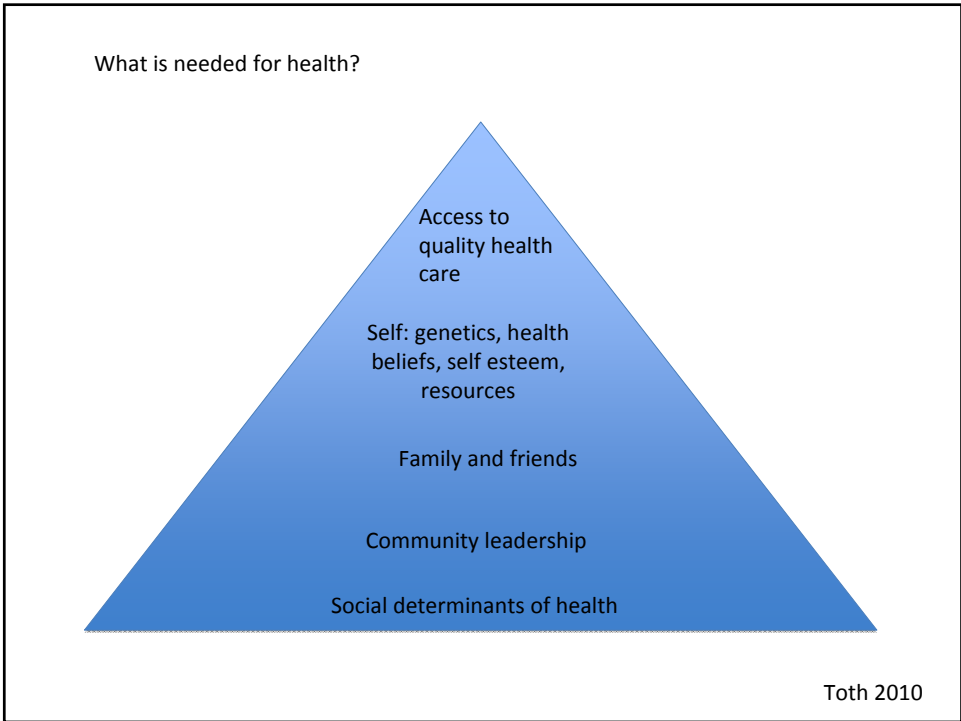 What is needed for health?
Access to
quality health
care
Self: genetics, health
beliefs, self esteem,
resources
Family and friends
Community leadership
Social determinants of health
Toth 2010